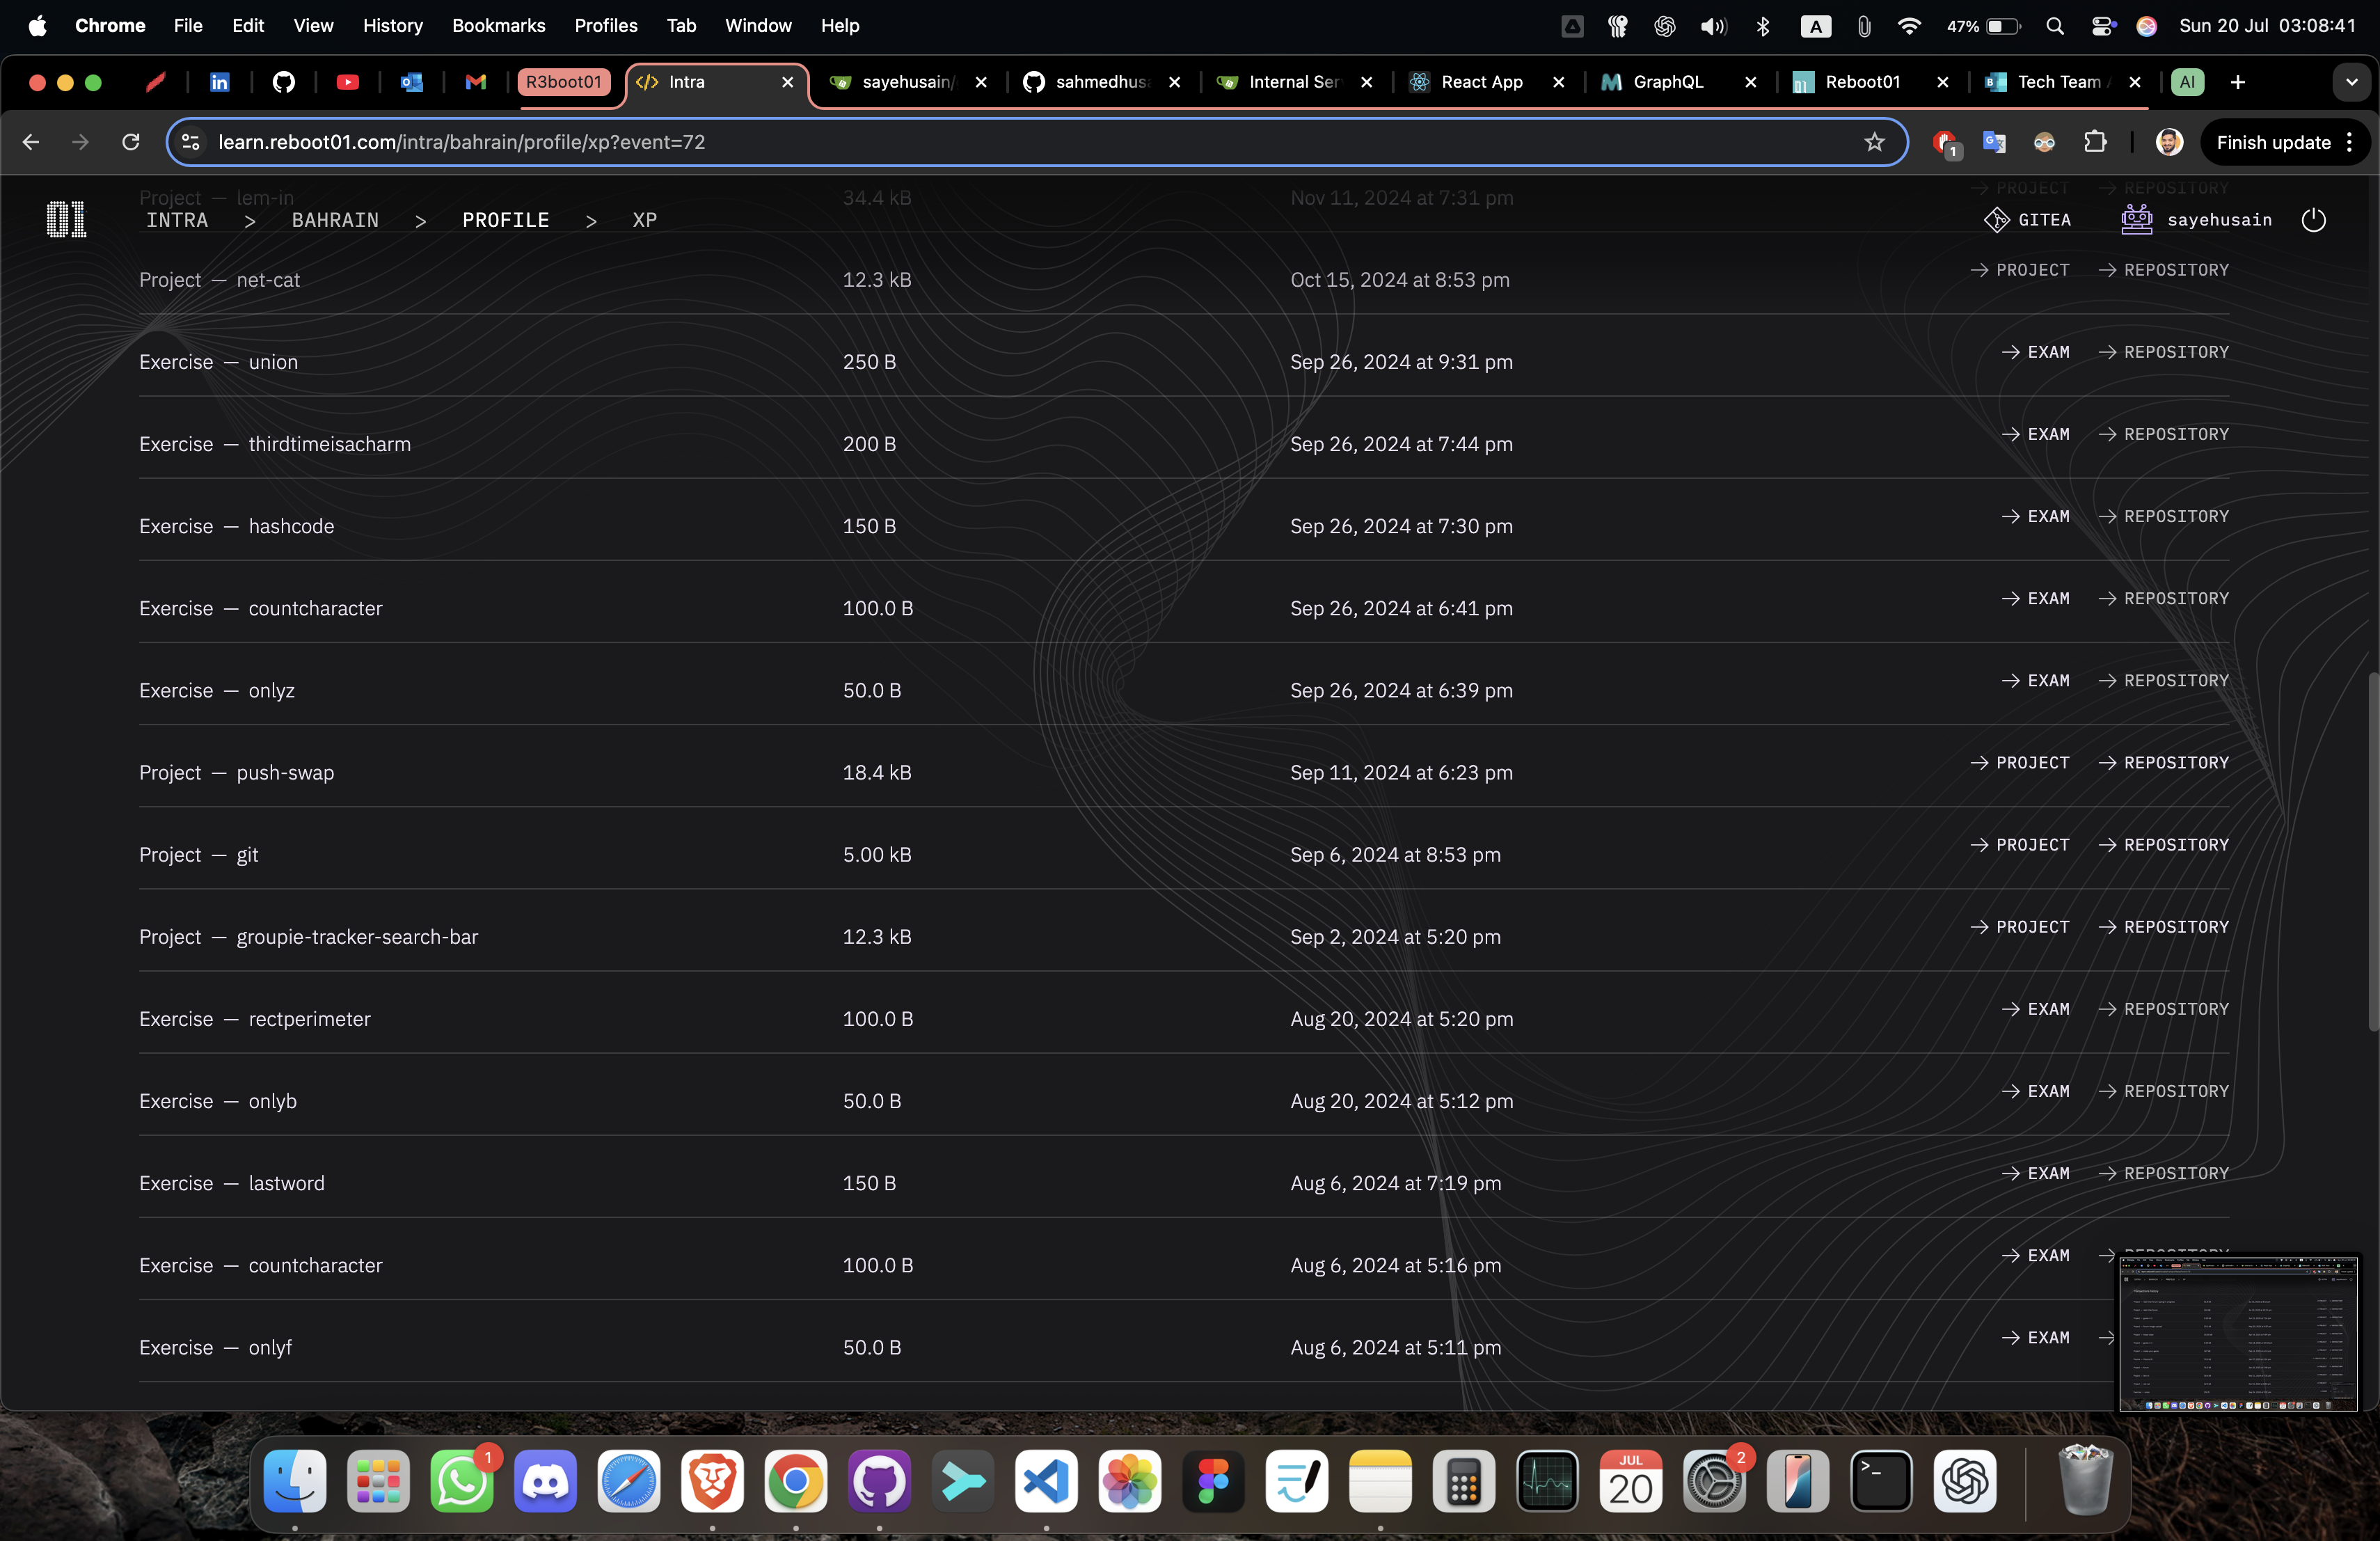 Chrome File Edit View History Bookmarks Profiles Tab Window Help A 47% Sun 20 Jul 03:08:41
R3boot01 Intra sayehusain/ sahmedhusa Internal Ser React App GraphQL Reboot01 Tech Team AI
learn.reboot01.com/intra/bahrain/profile/xp?event=72 1 Finish update
Project — lem-in 34.4 kB Nov 11, 2024 at 7:31 pm PROJECT REPOSITORY
01 INTRA > BAHRAIN > PROFILE > XP GITEA sayehusain
Project — net-cat 12.3 kB Oct 15, 2024 at 8:53 pm PROJECT REPOSITORY
Exercise — union 250 B Sep 26, 2024 at 9:31 pm EXAM REPOSITORY
Exercise — thirdtimeisacharm 200 B Sep 26, 2024 at 7:44 pm EXAM REPOSITORY
Exercise — hashcode 150 B Sep 26, 2024 at 7:30 pm EXAM REPOSITORY
Exercise — countcharacter 100.0 B Sep 26, 2024 at 6:41 pm EXAM REPOSITORY
Exercise — onlyz 50.0 B Sep 26, 2024 at 6:39 pm EXAM REPOSITORY
Project — push-swap 18.4 kB Sep 11, 2024 at 6:23 pm PROJECT REPOSITORY
Project — git 5.00 kB Sep 6, 2024 at 8:53 pm PROJECT REPOSITORY
Project — groupie-tracker-search-bar 12.3 kB Sep 2, 2024 at 5:20 pm PROJECT REPOSITORY
Exercise — rectperimeter 100.0 B Aug 20, 2024 at 5:20 pm EXAM REPOSITORY
Exercise — onlyb 50.0 B Aug 20, 2024 at 5:12 pm EXAM REPOSITORY
Exercise — lastword 150 B Aug 6, 2024 at 7:19 pm EXAM REPOSITORY
Exercise — countcharacter 100.0 B Aug 6, 2024 at 5:16 pm EXAM REPOSITORY
Exercise — onlyf 50.0 B Aug 6, 2024 at 5:11 pm EXAM
1 JUL 20 2